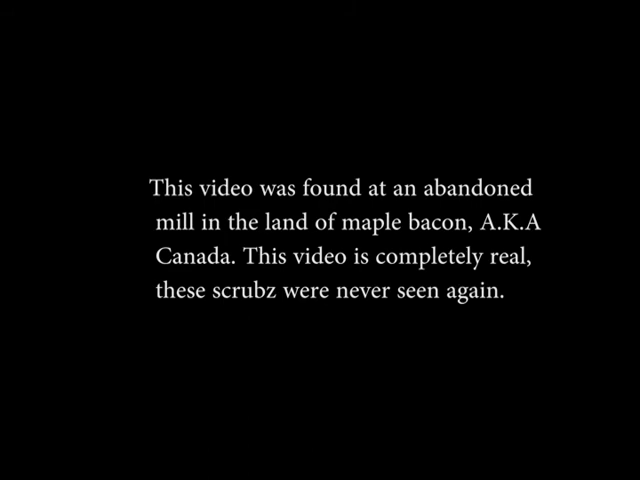 This video was found at an abandoned
mill in the land of maple bacon, A.K.A
Canada. This video is completely real,
these scrubz were never seen again.